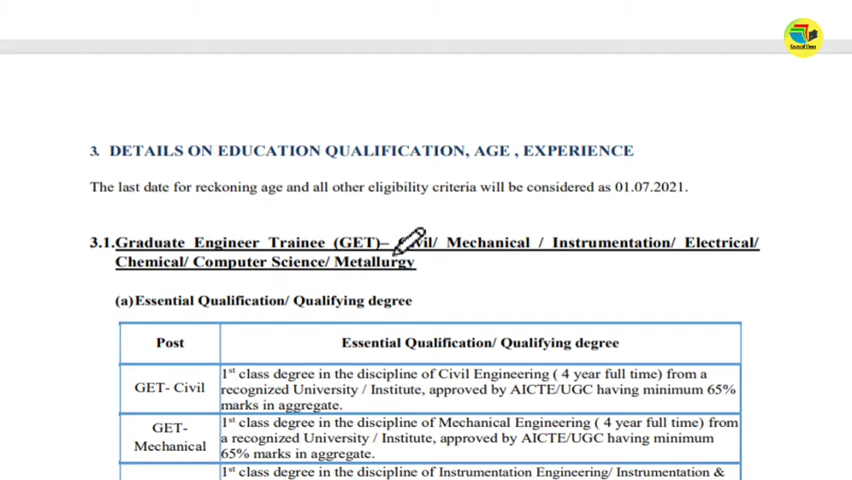 3. DETAILS ON EDUCATION QUALIFICATION, AGE , EXPERIENCE
The last date for reckoning age and all other eligibility criteria will be considered as 01.07.2021.
3.1.Graduate Engineer Trainee (GET)– Civil/ Mechanical / Instrumentation/ Electrical/
Chemical/ Computer Science/ Metallurgy
(a)Essential Qualification/ Qualifying degree
Post
Essential Qualification/ Qualifying degree
GET- Civil
1st class degree in the discipline of Civil Engineering ( 4 year full time) from a
recognized University / Institute, approved by AICTE/UGC having minimum 65%
marks in aggregate.
GET-
Mechanical
1st class degree in the discipline of Mechanical Engineering ( 4 year full time) from
a recognized University / Institute, approved by AICTE/UGC having minimum
65% marks in aggregate.
1st class degree in the discipline of Instrumentation Engineering/ Instrumentation &